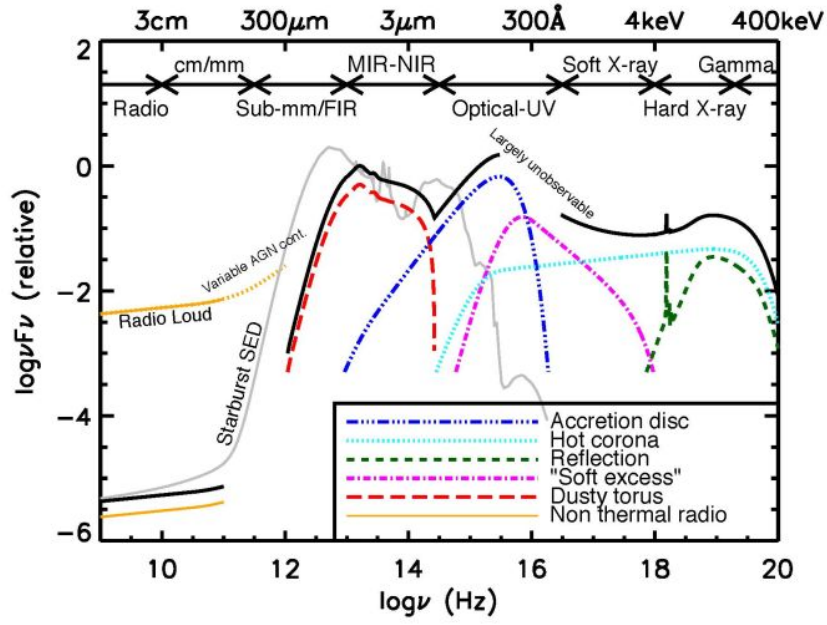 3cm 300μm 3μm 300Å 4keV 400keV
cm/mm MIR-NIR Soft X-ray Gamma
Radio Sub-mm/FIR Optical-UV Hard X-ray
Largely unobservable
Variable AGN cont.
Radio Loud
Starburst SED
Accretion disc
Hot corona
Reflection
"Soft excess"
Dusty torus
Non thermal radio
2
0
−2
−4
−6
logνFν (relative)
10 12 14 16 18 20
logν (Hz)